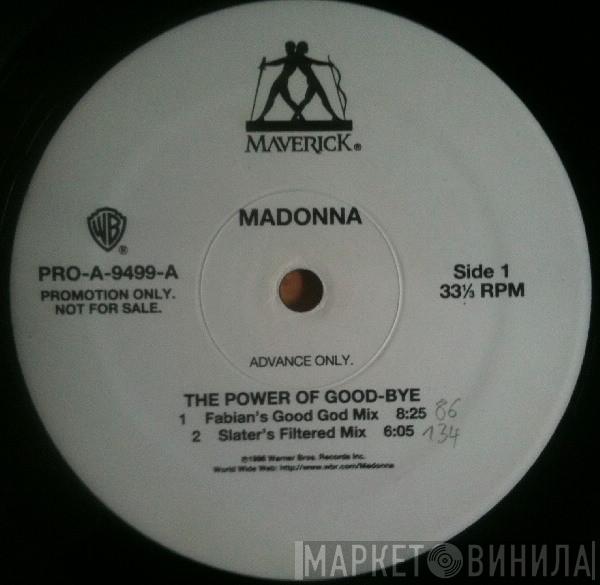 MAVERICK®
MADONNA
WB ®
PRO-A-9499-A
PROMOTION ONLY.
NOT FOR SALE.
Side 1
33⅓ RPM
ADVANCE ONLY.
THE POWER OF GOOD-BYE
1 Fabian's Good God Mix 8:25 86
2 Slater's Filtered Mix 6:05 134
℗1998 Warner Bros. Records Inc.
World Wide Web: http://www.wbr.com/Madonna
МАРКЕТ ВИНИЛА